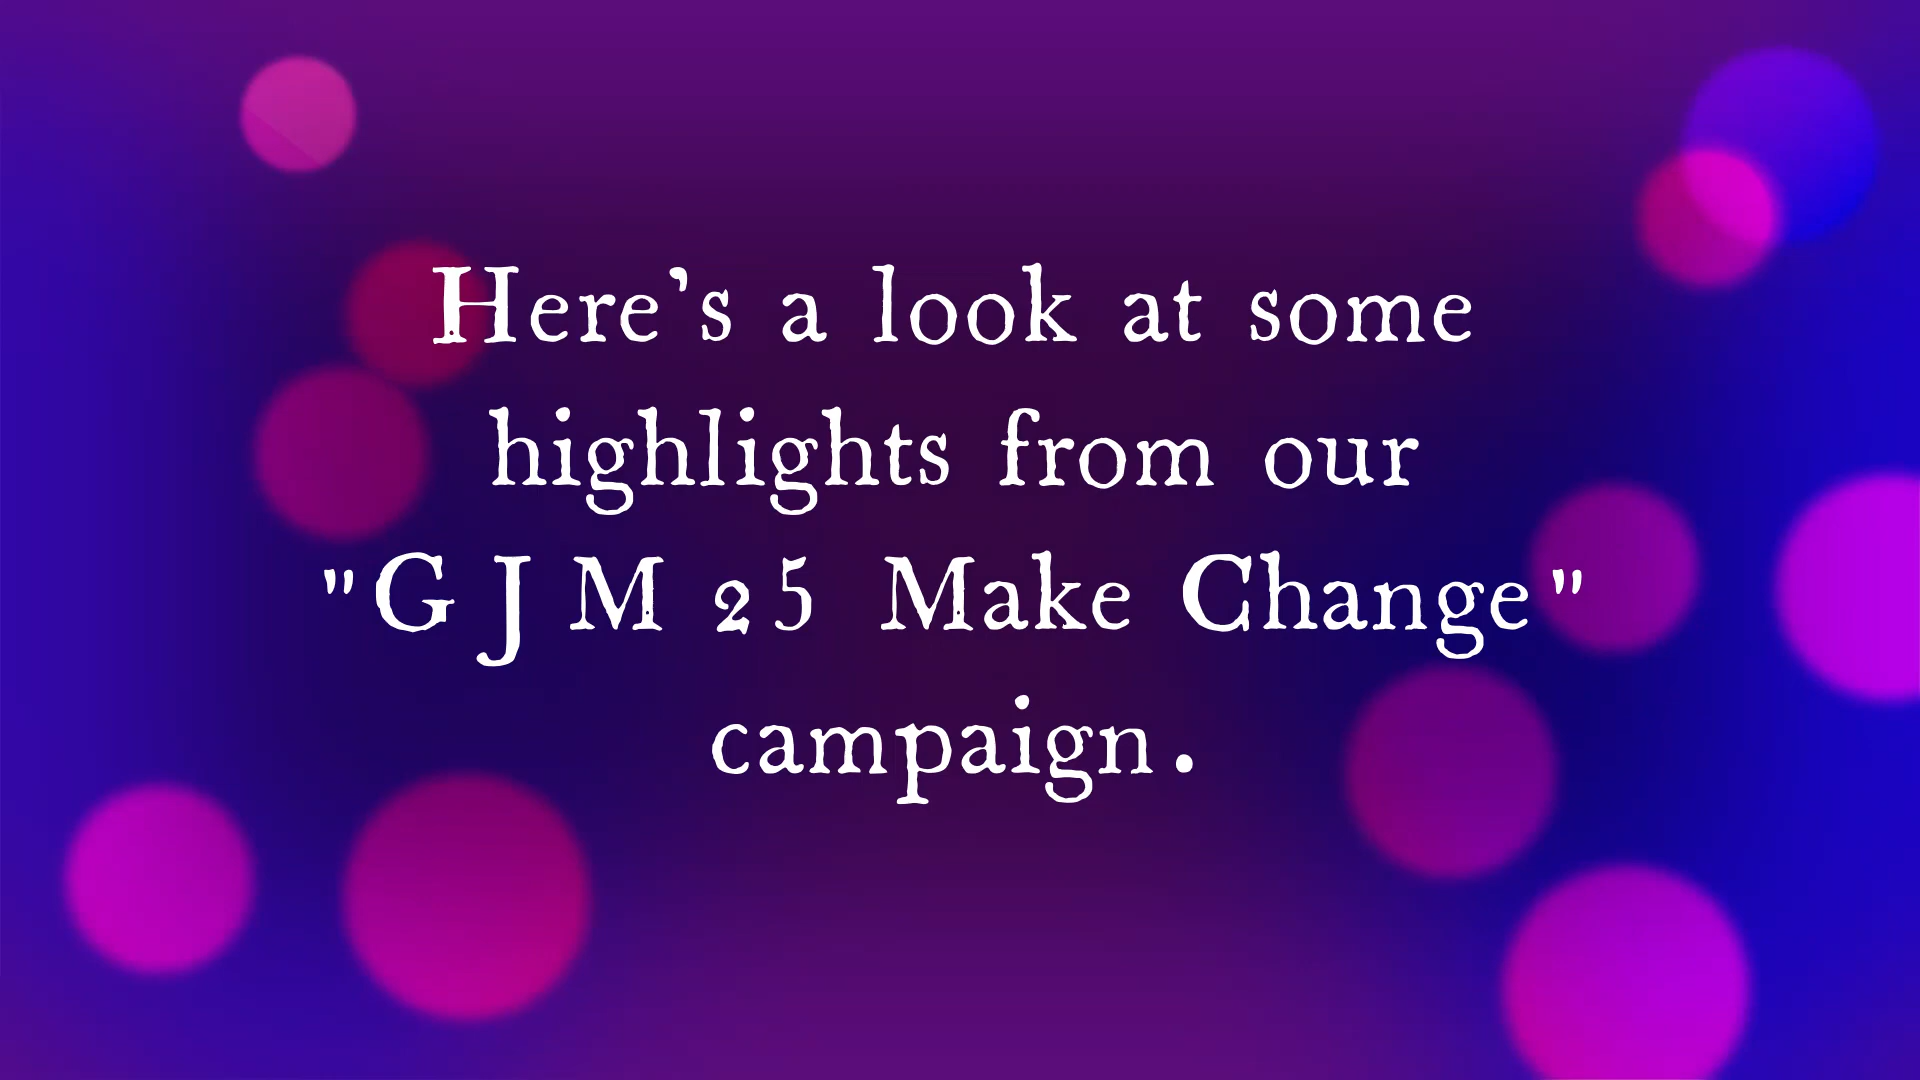 Here's a look at some
highlights from our
"G J M 25 Make Change"
campaign.